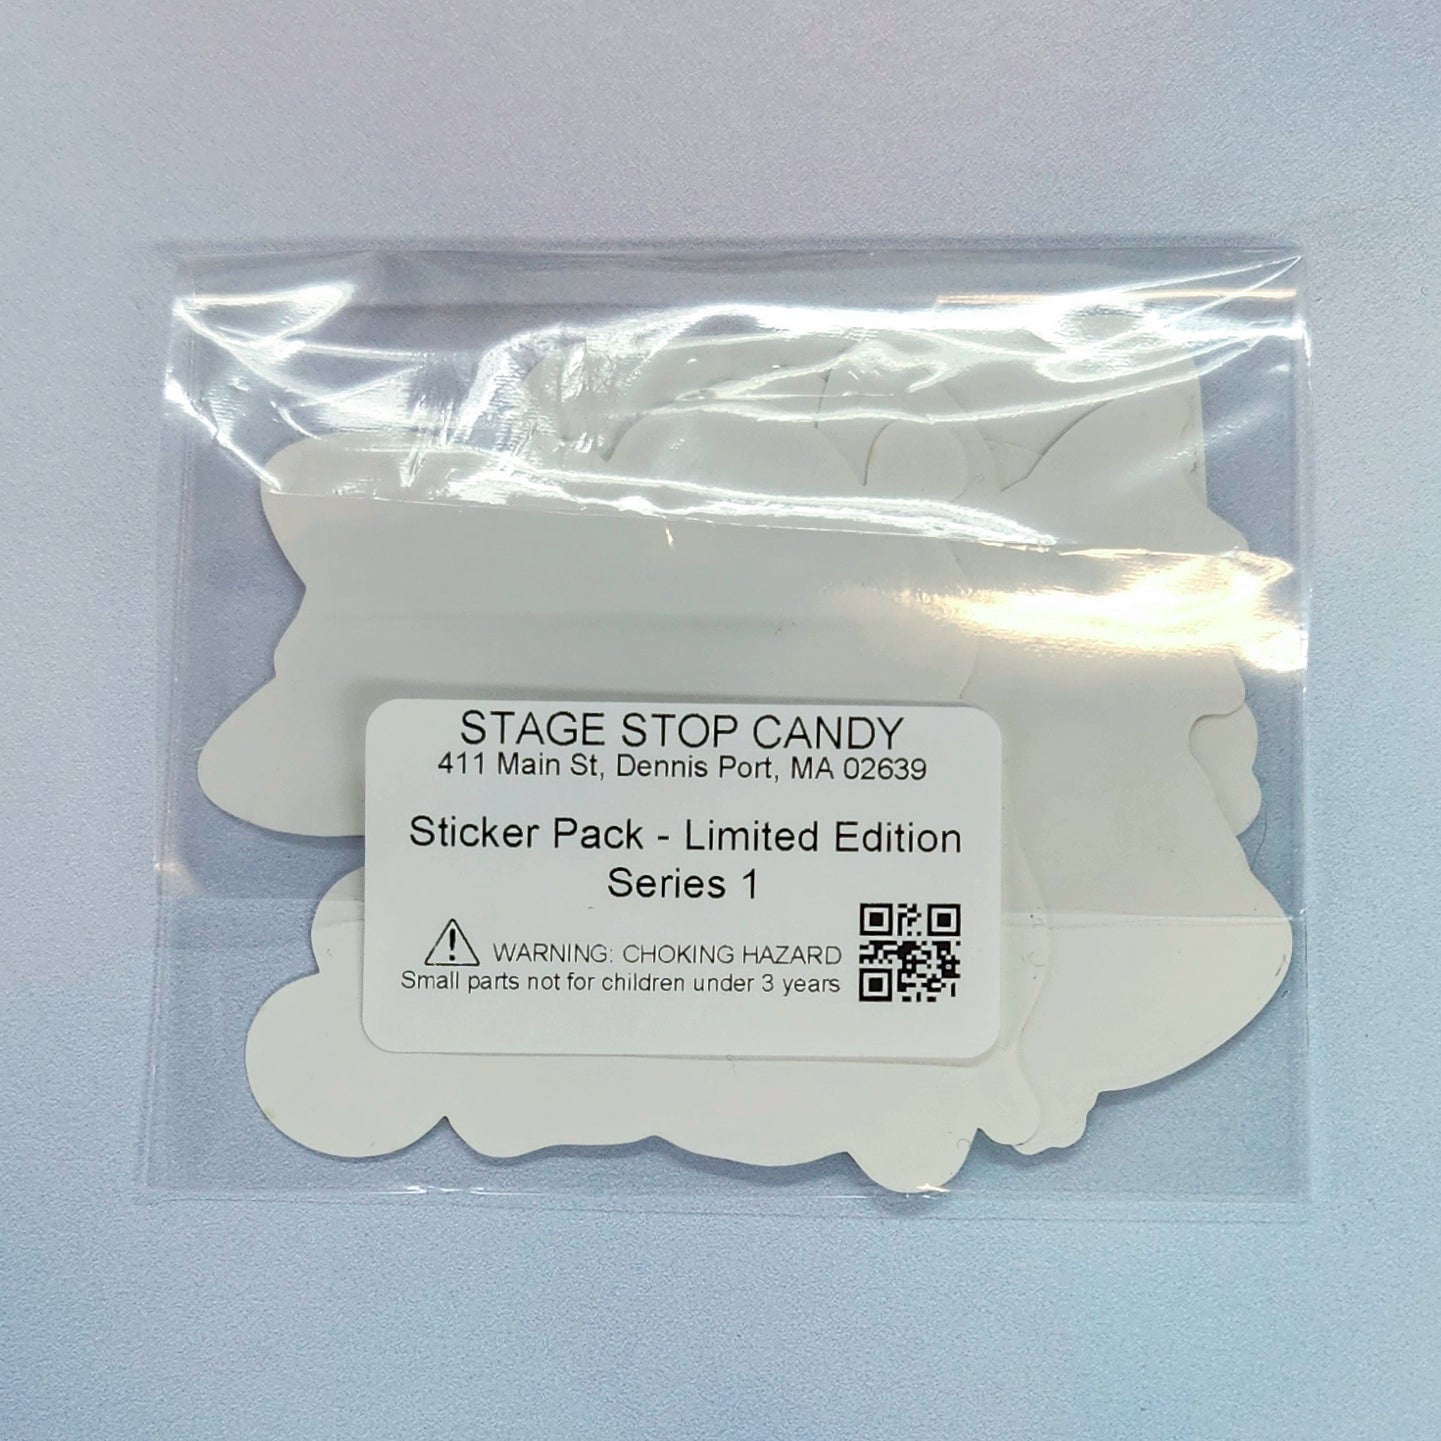 STAGE STOP CANDY
411 Main St, Dennis Port, MA 02639
Sticker Pack - Limited Edition
Series 1
WARNING: CHOKING HAZARD
Small parts not for children under 3 years